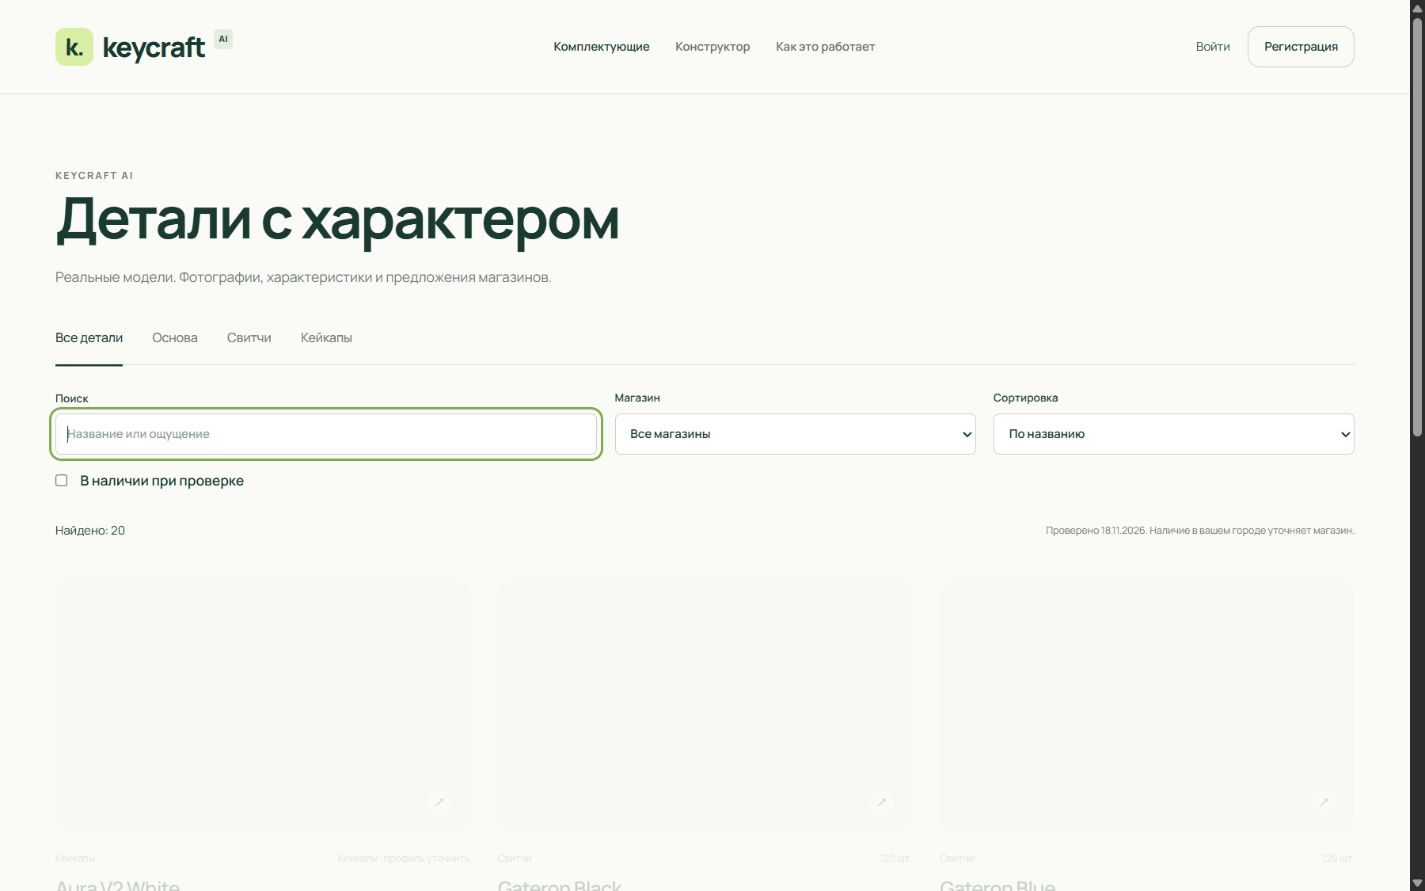 k. keycraft AI
Комплектующие
Конструктор
Как это работает
Войти
Регистрация
KEYCRAFT AI
Детали с характером
Реальные модели. Фотографии, характеристики и предложения магазинов.
Все детали
Основа
Свитчи
Кейкапы
Поиск
Название или ощущение
Магазин
Все магазины
Сортировка
По названию
В наличии при проверке
Найдено: 20
Проверено 18.11.2026. Наличие в вашем городе уточняет магазин.
Кейкапы
Кейкапы · профиль уточнить
Свитчи
120 шт.
Свитчи
120 шт.
Aura V2 White
Gateron Black
Gateron Blue